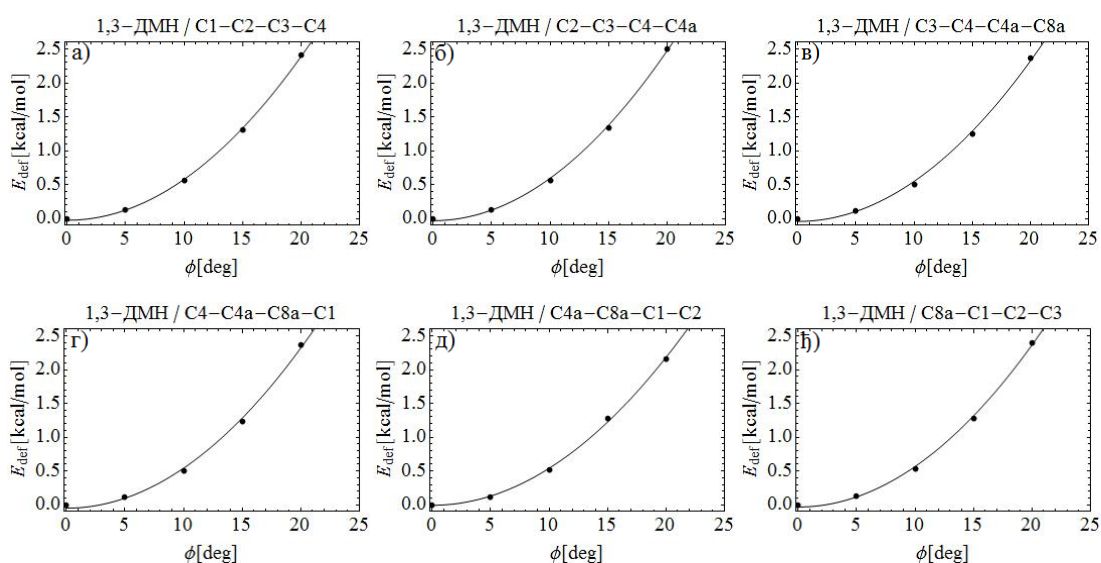 1,3−ДМН / C1−C2−C3−C4
а)
2.5
2.0
1.5
1.0
0.5
0.0
E_def [kcal/mol]
0 5 10 15 20 25
ϕ[deg]
1,3−ДМН / C2−C3−C4−C4a
б)
2.5
2.0
1.5
1.0
0.5
0.0
E_def [kcal/mol]
0 5 10 15 20 25
ϕ[deg]
1,3−ДМН / C3−C4−C4a−C8a
в)
2.5
2.0
1.5
1.0
0.5
0.0
E_def [kcal/mol]
0 5 10 15 20 25
ϕ[deg]
1,3−ДМН / C4−C4a−C8a−C1
г)
2.5
2.0
1.5
1.0
0.5
0.0
E_def [kcal/mol]
0 5 10 15 20 25
ϕ[deg]
1,3−ДМН / C4a−C8a−C1−C2
д)
2.5
2.0
1.5
1.0
0.5
0.0
E_def [kcal/mol]
0 5 10 15 20 25
ϕ[deg]
1,3−ДМН / C8a−C1−C2−C3
ђ)
2.5
2.0
1.5
1.0
0.5
0.0
E_def [kcal/mol]
0 5 10 15 20 25
ϕ[deg]